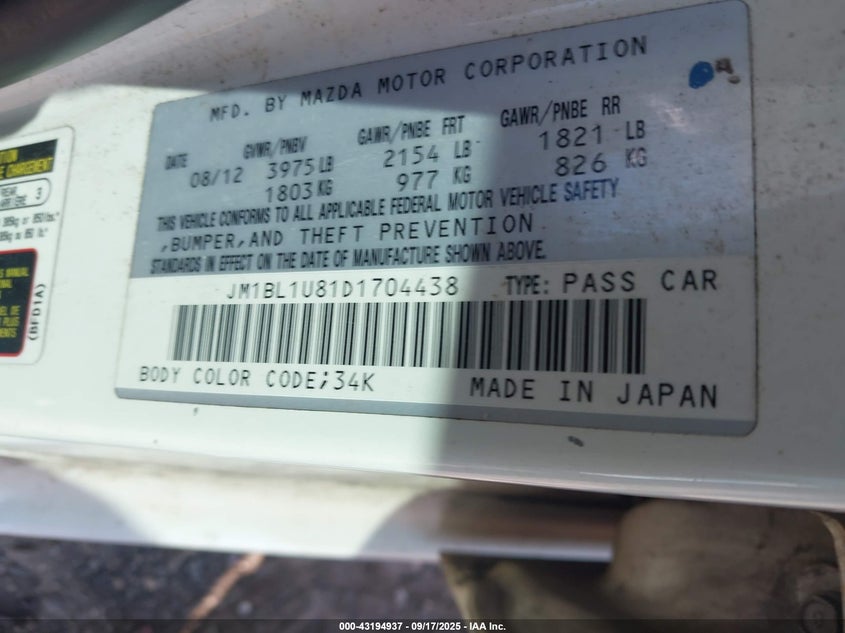 MFD. BY MAZDA MOTOR CORPORATION
DATE GVWR/PNBV GAWR/PNBE FRT GAWR/PNBE RR
08/12 3975 LB 2154 LB 1821 LB
1803 KG 977 KG 826 KG
THIS VEHICLE CONFORMS TO ALL APPLICABLE FEDERAL MOTOR VEHICLE SAFETY
,BUMPER,AND THEFT PREVENTION
STANDARDS IN EFFECT ON THE DATE OF MANUFACTURE SHOWN ABOVE.
JM1BL1U81D1704438 TYPE: PASS CAR
BODY COLOR CODE;34K MADE IN JAPAN
REAR
3
(BFD1A)
000-43194937 - 09/17/2025 - IAA Inc.